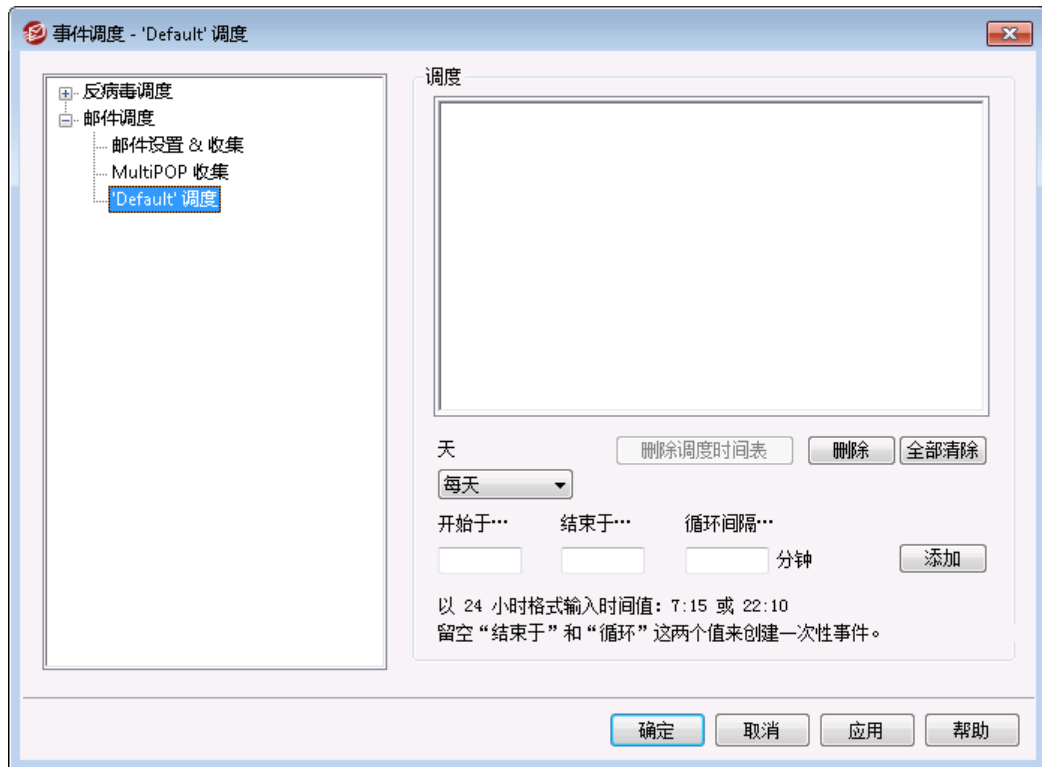 事件调度 - 'Default' 调度
反病毒调度
邮件调度
邮件设置 & 收集
MultiPOP 收集
'Default' 调度
调度
天
删除调度时间表
删除
全部清除
每天
开始于…
结束于…
循环间隔…
分钟
添加
以 24 小时格式输入时间值：7:15 或 22:10
留空“结束于”和“循环”这两个值来创建一次性事件。
确定
取消
应用
帮助